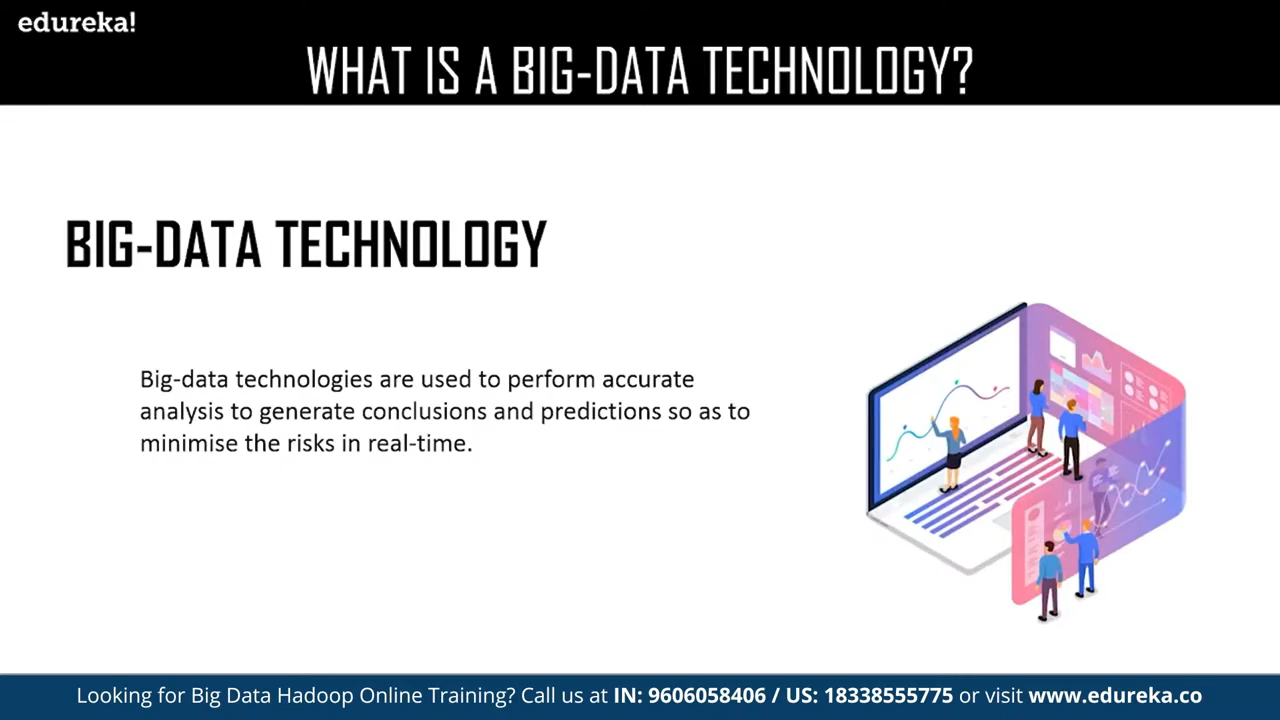 edureka!
WHAT IS A BIG-DATA TECHNOLOGY?
BIG-DATA TECHNOLOGY
Big-data technologies are used to perform accurate
analysis to generate conclusions and predictions so as to
minimise the risks in real-time.
Looking for Big Data Hadoop Online Training? Call us at IN: 9606058406 / US: 18338555775 or visit www.edureka.co